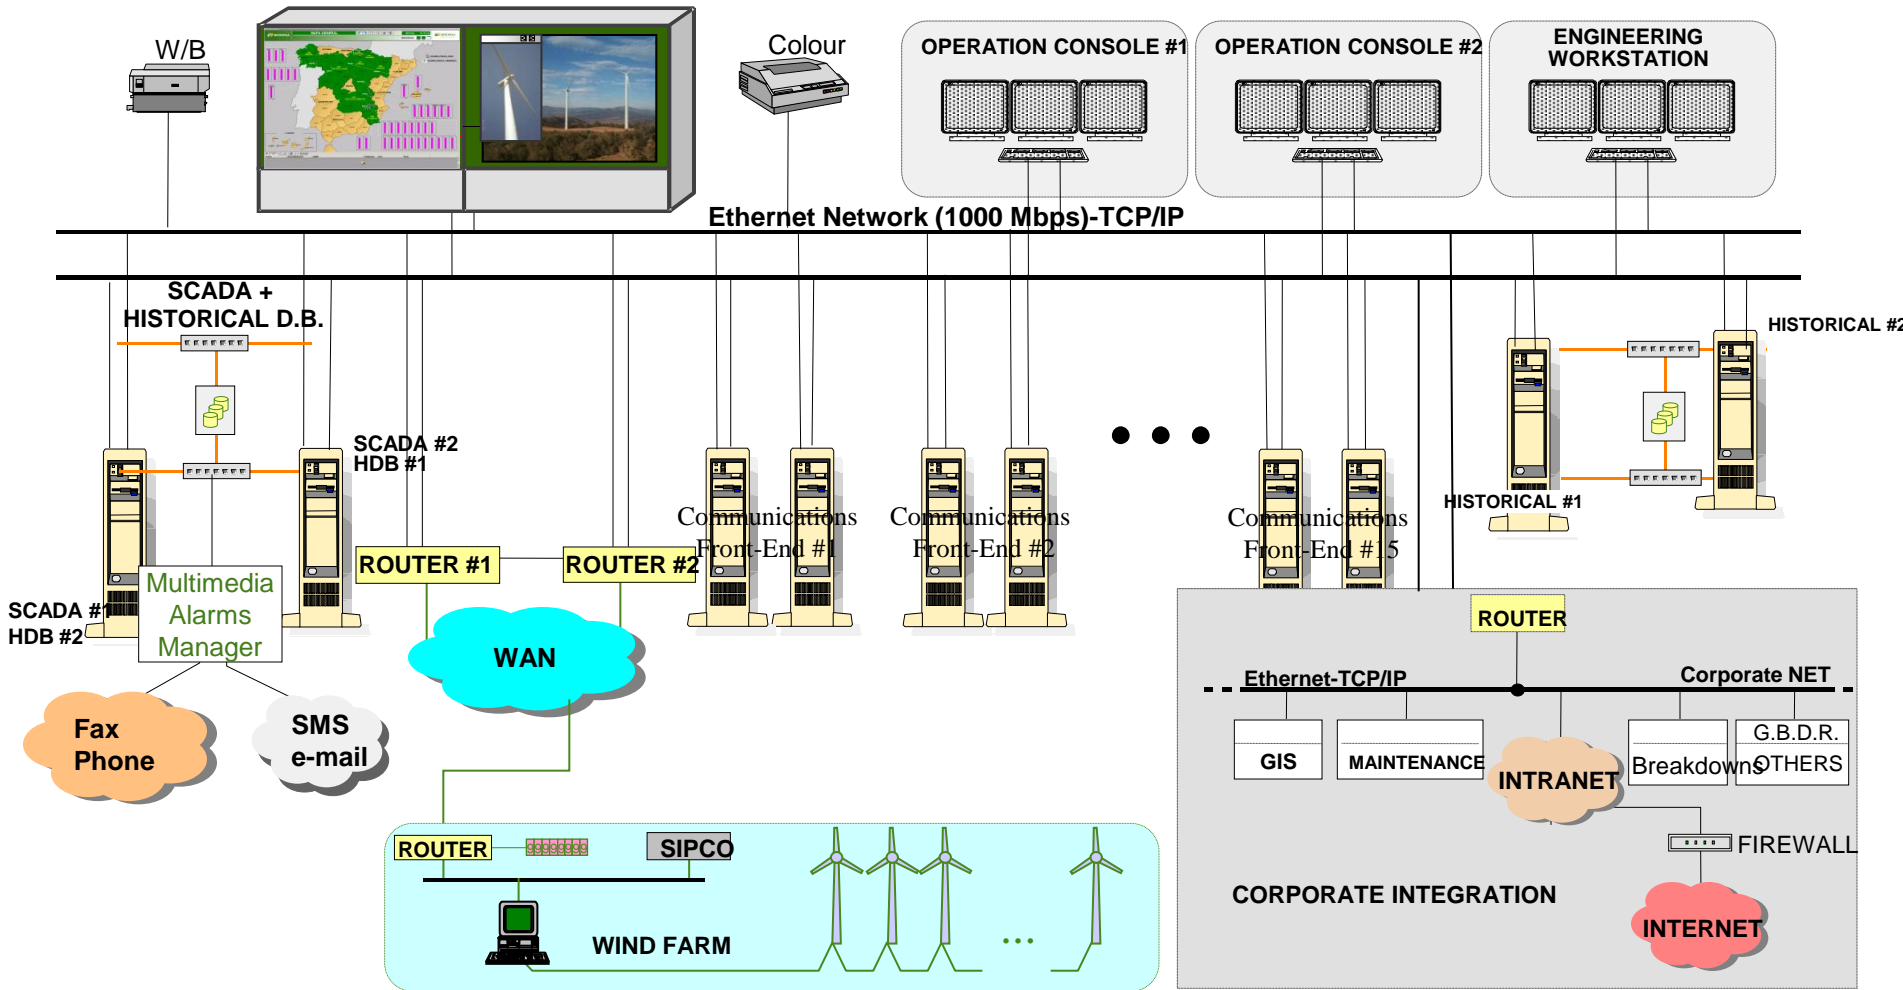 W/B
Colour
OPERATION CONSOLE #1
OPERATION CONSOLE #2
ENGINEERING
WORKSTATION
Ethernet Network (1000 Mbps)-TCP/IP
SCADA +
HISTORICAL D.B.
HISTORICAL #2
SCADA #2
HDB #1
HISTORICAL #1
Communications
Front-End #1
Communications
Front-End #2
Communications
Front-End #15
ROUTER #1
ROUTER #2
Multimedia
Alarms
Manager
SCADA #1
HDB #2
WAN
ROUTER
Fax
Phone
SMS
e-mail
Ethernet-TCP/IP
Corporate NET
GIS
MAINTENANCE
INTRANET
Breakdowns
G.B.D.R.
OTHERS
FIREWALL
ROUTER
SIPCO
WIND FARM
CORPORATE INTEGRATION
INTERNET